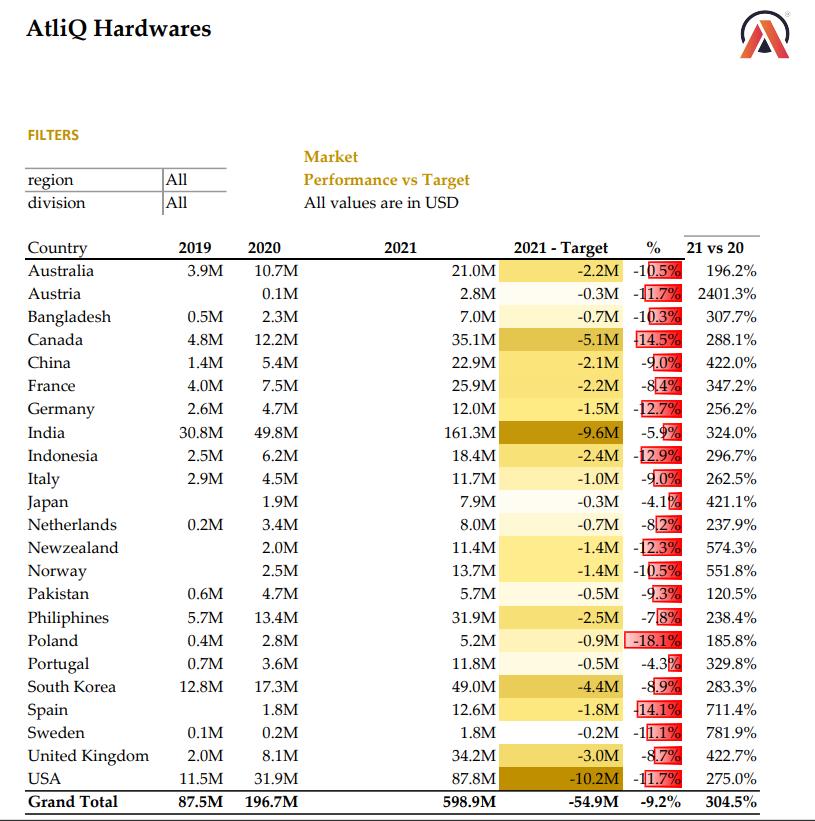 AtliQ Hardwares
FILTERS
Market
region All Performance vs Target
division All All values are in USD
Country 2019 2020 2021 2021 - Target % 21 vs 20
Australia 3.9M 10.7M 21.0M -2.2M -10.5% 196.2%
Austria 0.1M 2.8M -0.3M -11.7% 2401.3%
Bangladesh 0.5M 2.3M 7.0M -0.7M -10.3% 307.7%
Canada 4.8M 12.2M 35.1M -5.1M -14.5% 288.1%
China 1.4M 5.4M 22.9M -2.1M -9.0% 422.0%
France 4.0M 7.5M 25.9M -2.2M -8.4% 347.2%
Germany 2.6M 4.7M 12.0M -1.5M -12.7% 256.2%
India 30.8M 49.8M 161.3M -9.6M -5.9% 324.0%
Indonesia 2.5M 6.2M 18.4M -2.4M -12.9% 296.7%
Italy 2.9M 4.5M 11.7M -1.0M -9.0% 262.5%
Japan 1.9M 7.9M -0.3M -4.1% 421.1%
Netherlands 0.2M 3.4M 8.0M -0.7M -8.2% 237.9%
Newzealand 2.0M 11.4M -1.4M -12.3% 574.3%
Norway 2.5M 13.7M -1.4M -10.5% 551.8%
Pakistan 0.6M 4.7M 5.7M -0.5M -9.3% 120.5%
Philiphines 5.7M 13.4M 31.9M -2.5M -7.8% 238.4%
Poland 0.4M 2.8M 5.2M -0.9M -18.1% 185.8%
Portugal 0.7M 3.6M 11.8M -0.5M -4.3% 329.8%
South Korea 12.8M 17.3M 49.0M -4.4M -8.9% 283.3%
Spain 1.8M 12.6M -1.8M -14.1% 711.4%
Sweden 0.1M 0.2M 1.8M -0.2M -11.1% 781.9%
United Kingdom 2.0M 8.1M 34.2M -3.0M -8.7% 422.7%
USA 11.5M 31.9M 87.8M -10.2M -11.7% 275.0%
Grand Total 87.5M 196.7M 598.9M -54.9M -9.2% 304.5%